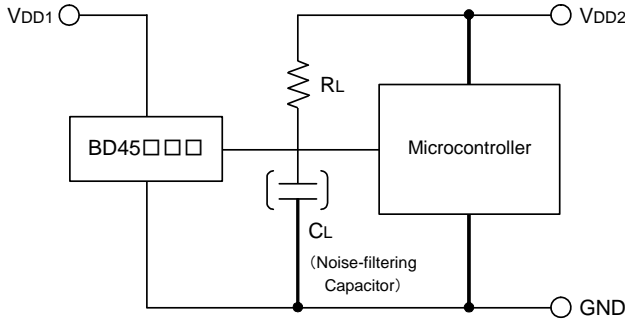 VDD1
VDD2
RL
BD45□□□
Microcontroller
CL
（Noise-filtering
Capacitor）
GND